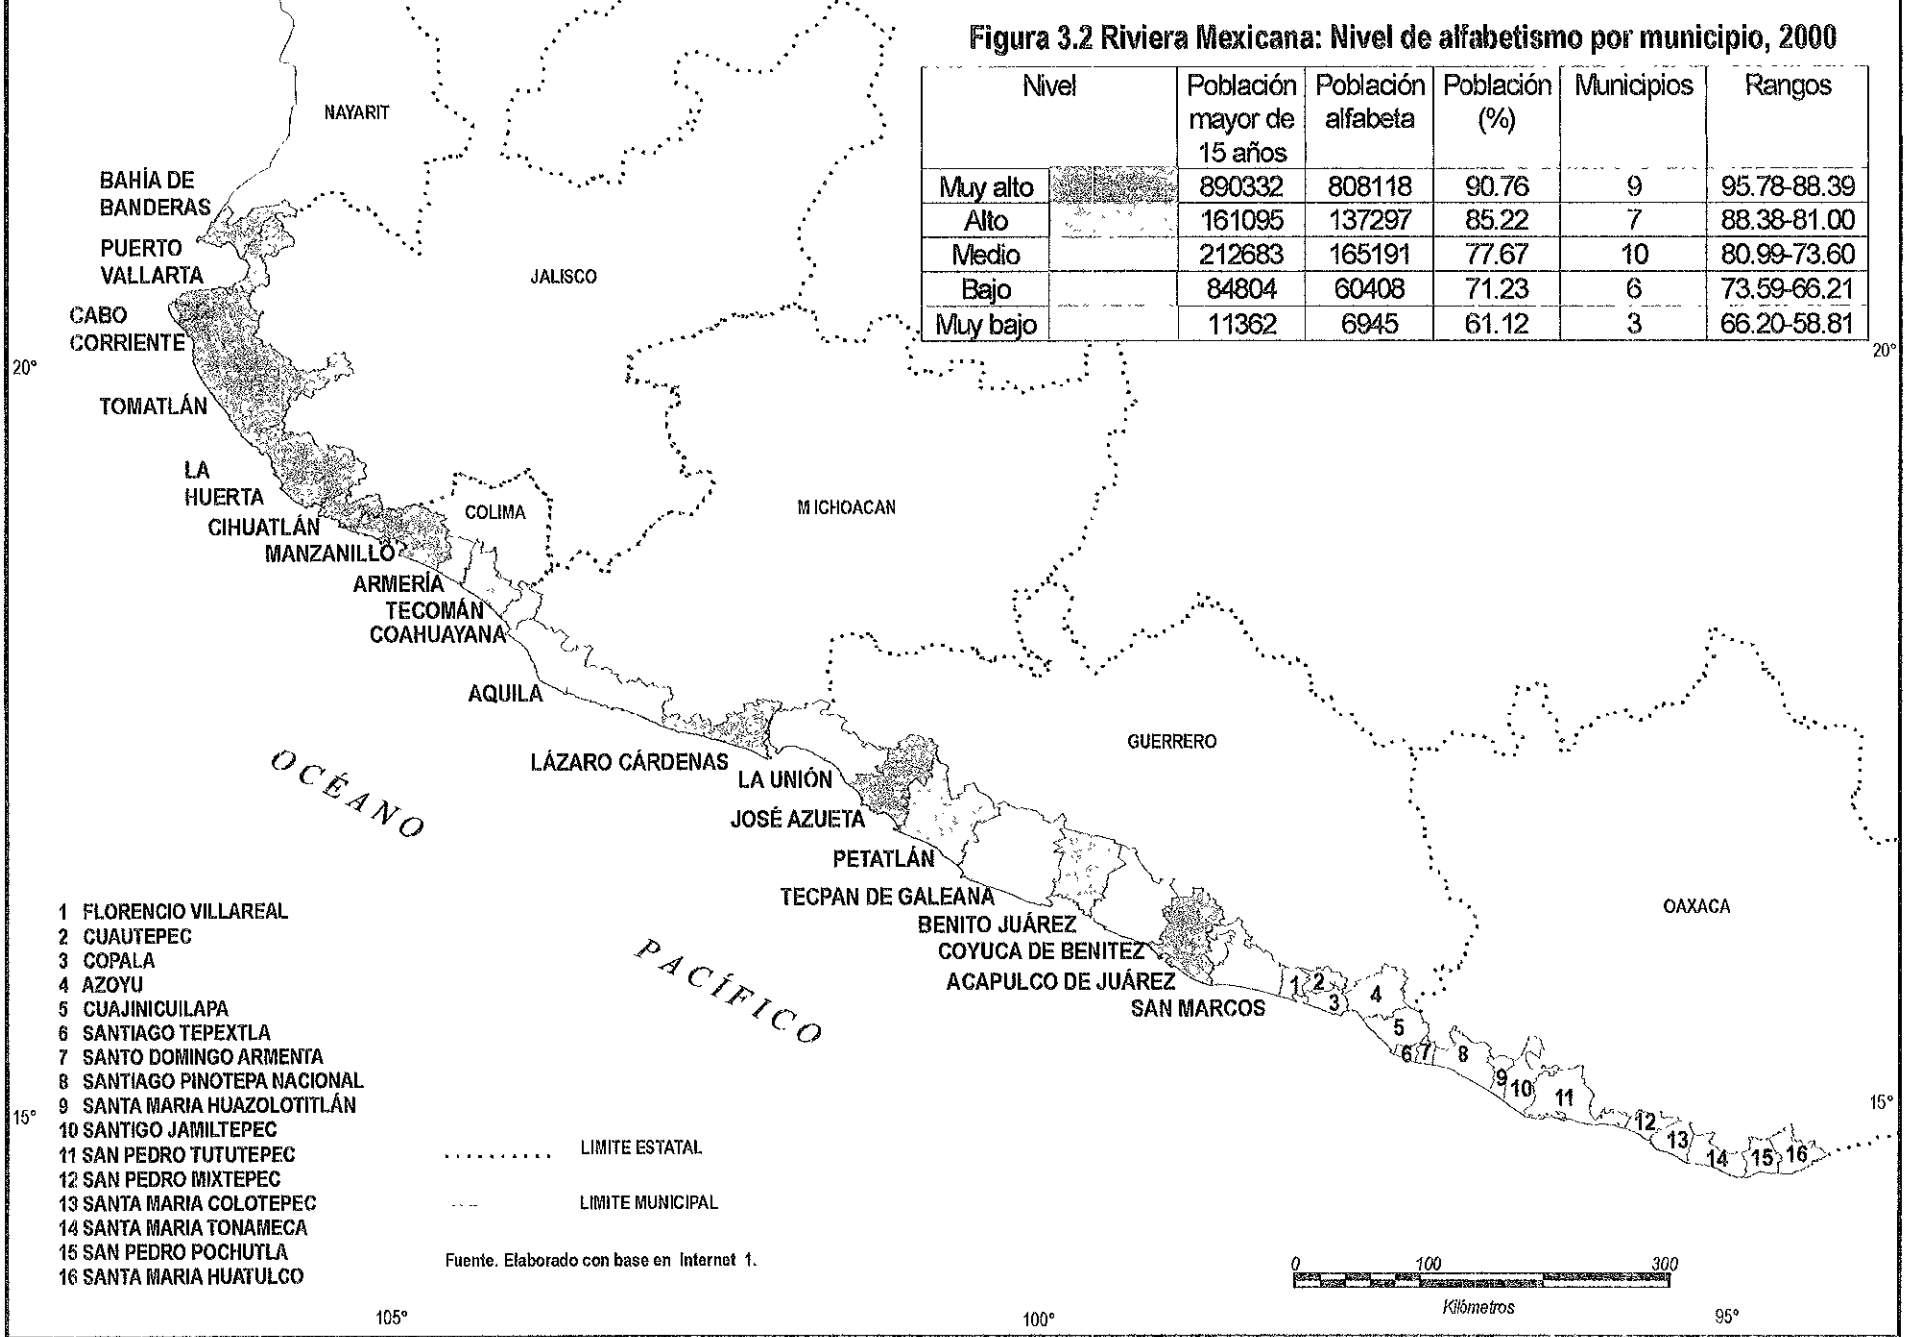 Figura 3.2 Riviera Mexicana: Nivel de alfabetismo por municipio, 2000
Nivel Población mayor de 15 años Población alfabeta Población (%) Municipios Rangos
Muy alto 890332 808118 90.76 9 95.78-88.39
Alto 161095 137297 85.22 7 88.38-81.00
Medio 212683 165191 77.67 10 80.99-73.60
Bajo 84804 60408 71.23 6 73.59-66.21
Muy bajo 11362 6945 61.12 3 66.20-58.81
NAYARIT
BAHÍA DE
BANDERAS
PUERTO
VALLARTA
JALISCO
CABO
CORRIENTE
20°
20°
TOMATLÁN
LA
HUERTA
COLIMA
MICHOACAN
CIHUATLÁN
MANZANILLO
ARMERÍA
TECOMÁN
COAHUAYANA
AQUILA
GUERRERO
LÁZARO CÁRDENAS
LA UNIÓN
JOSÉ AZUETA
PETATLÁN
TECPAN DE GALEANA
OAXACA
BENITO JUÁREZ
COYUCA DE BENITEZ
ACAPULCO DE JUÁREZ
SAN MARCOS
OCÉANO
PACÍFICO
1
2
3
4
5
6
7
8
9
10
11
12
13
14
15
16
1 FLORENCIO VILLAREAL
2 CUAUTEPEC
3 COPALA
4 AZOYU
5 CUAJINICUILAPA
6 SANTIAGO TEPEXTLA
7 SANTO DOMINGO ARMENTA
8 SANTIAGO PINOTEPA NACIONAL
9 SANTA MARIA HUAZOLOTITLÁN
10 SANTIGO JAMILTEPEC
11 SAN PEDRO TUTUTEPEC
12 SAN PEDRO MIXTEPEC
13 SANTA MARIA COLOTEPEC
14 SANTA MARIA TONAMECA
15 SAN PEDRO POCHUTLA
16 SANTA MARIA HUATULCO
15°
15°
LIMITE ESTATAL
LIMITE MUNICIPAL
Fuente. Elaborado con base en Internet 1.
0 100 300
Kilómetros
105°
100°
95°